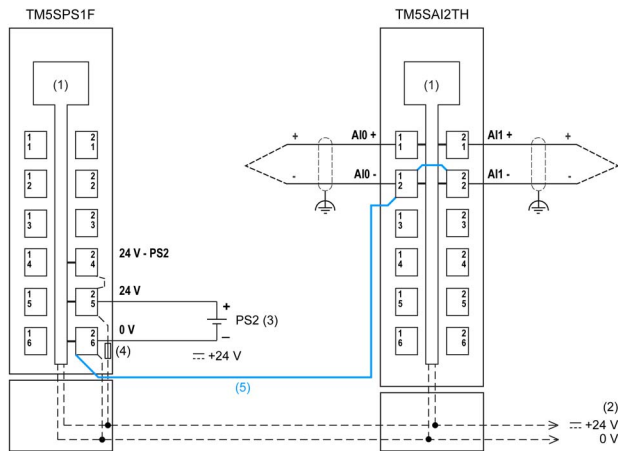 TM5SPS1F
TM5SAI2TH
(1)
(1)
1 1
2 1
1 2
2 2
1 3
2 3
1 4
2 4
1 5
2 5
1 6
2 6
24 V - PS2
24 V
0 V
+
PS2 (3)
–
(4)
+24 V
(5)
+
AI0 +
1 1
2 1
AI1 +
+
-
AI0 -
1 2
2 2
AI1 -
-
1 3
2 3
1 4
2 4
1 5
2 5
1 6
2 6
(2)
+24 V
0 V